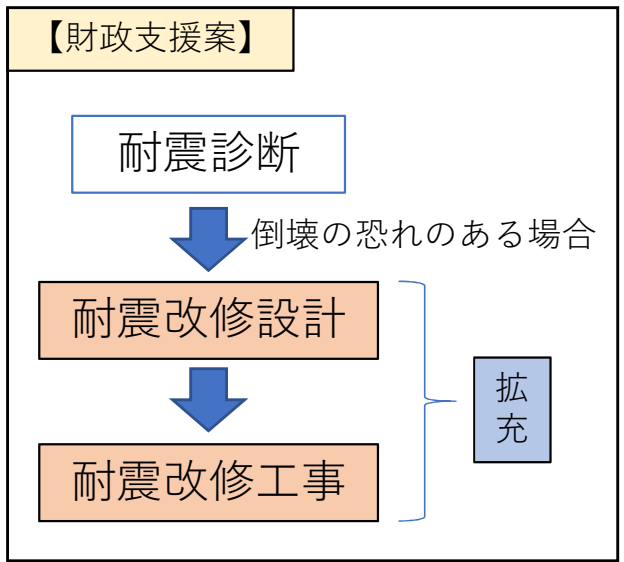 【財政支援案】
耐震診断
倒壊の恐れのある場合
耐震改修設計
拡充
耐震改修工事